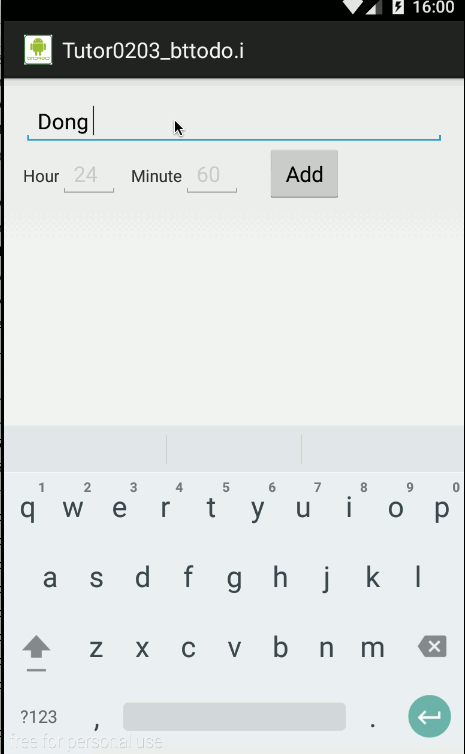 16:00
Tutor0203_bttodo.i
Dong
Hour 24 Minute 60 Add
1 2 3 4 5 6 7 8 9 0
q w e r t y u i o p
a s d f g h j k l
z x c v b n m
?123 , .
free for personal use